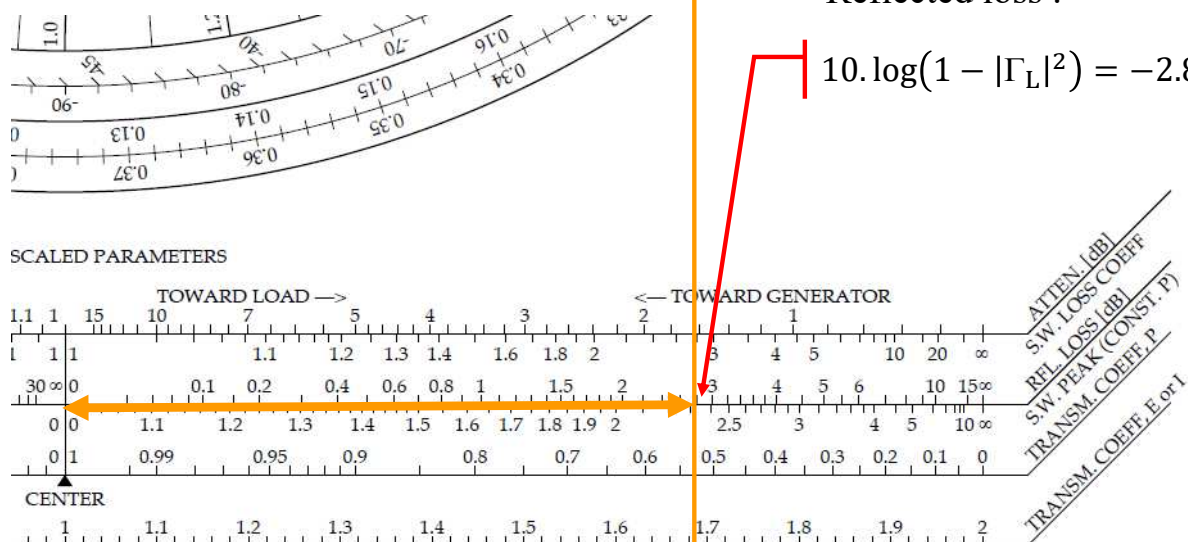 Reflected loss :
10.log(1 − |Γ_L|²) = −2.8
1.0
-45
-40
-70
0.16
0.33
0.34
-90
-80
0.15
0.14
0.35
0.13
0.36
0.37
SCALED PARAMETERS
TOWARD LOAD —> <— TOWARD GENERATOR
1.1 1 15 10 7 5 4 3 2 1
1 1 1.1 1.2 1.3 1.4 1.6 1.8 2 3 4 5 10 20 ∞
30 ∞ 0 0.1 0.2 0.4 0.6 0.8 1 1.5 2 3 4 5 6 10 15 ∞
0 0 1.1 1.2 1.3 1.4 1.5 1.6 1.7 1.8 1.9 2 2.5 3 4 5 10 ∞
0 1 0.99 0.95 0.9 0.8 0.7 0.6 0.5 0.4 0.3 0.2 0.1 0
CENTER
1 1.1 1.2 1.3 1.4 1.5 1.6 1.7 1.8 1.9 2
ATTEN. [dB]
S.W. LOSS COEFF
RFL. LOSS [dB]
S.W. PEAK (CONST. P)
TRANSM. COEFF, P
TRANSM. COEFF, E or I